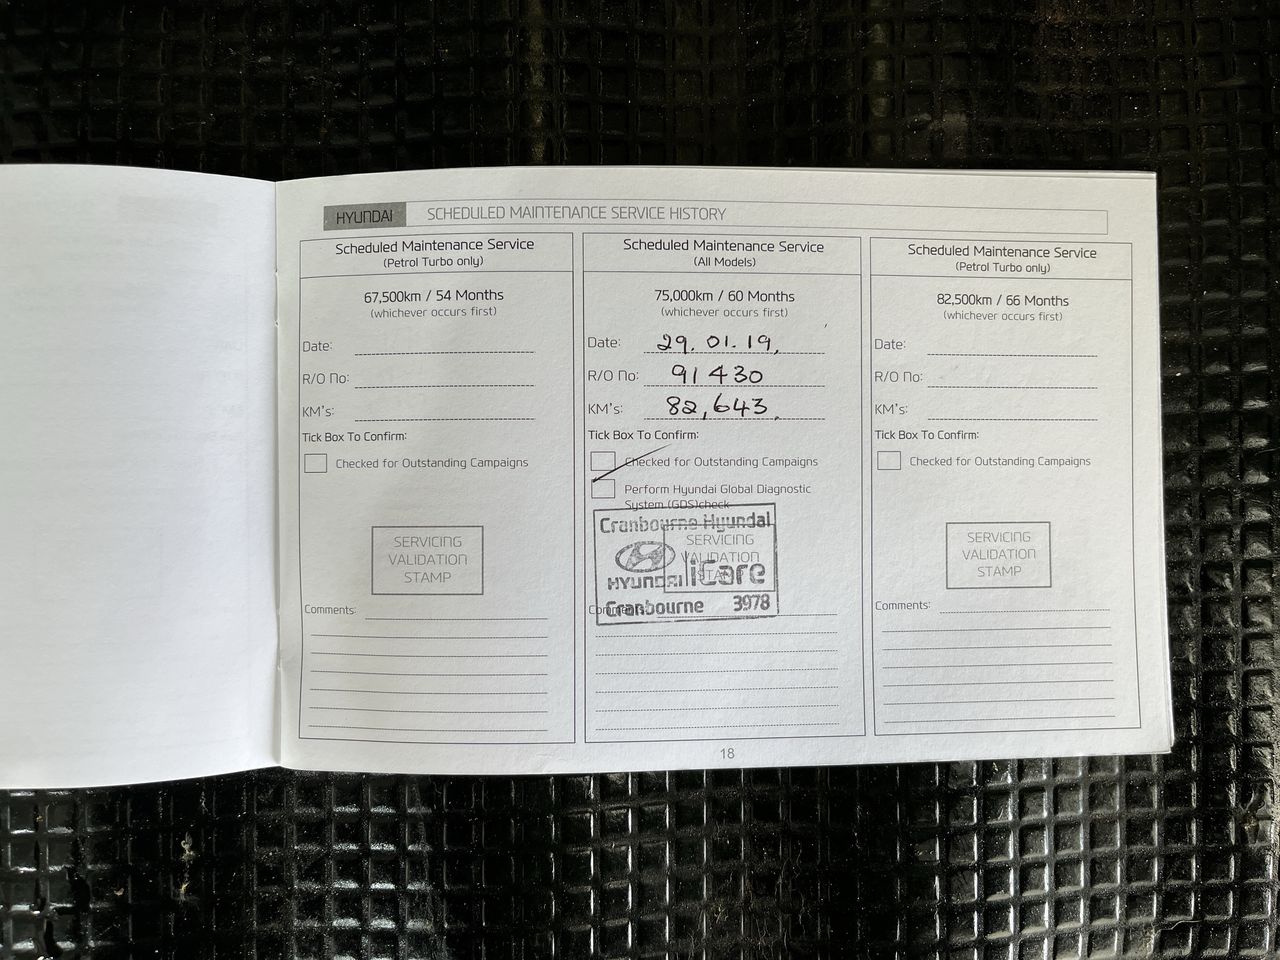 HYUNDAI SCHEDULED MAINTENANCE SERVICE HISTORY
Scheduled Maintenance Service
(Petrol Turbo only)
67,500km / 54 Months
(whichever occurs first)
Date:
R/O No:
KM's:
Tick Box To Confirm:
Checked for Outstanding Campaigns
SERVICING
VALIDATION
STAMP
Comments:
Scheduled Maintenance Service
(All Models)
75,000km / 60 Months
(whichever occurs first)
Date: 29.01.19,
R/O No: 91430
KM's: 82,643
Tick Box To Confirm:
Checked for Outstanding Campaigns
Perform Hyundai Global Diagnostic
System (GDS)check
Cranbourne Hyundai
SERVICING
VALIDATION
STAMP
HYUNDAI iCare
Comments:
Cranbourne 3978
Scheduled Maintenance Service
(Petrol Turbo only)
82,500km / 66 Months
(whichever occurs first)
Date:
R/O No:
KM's:
Tick Box To Confirm:
Checked for Outstanding Campaigns
SERVICING
VALIDATION
STAMP
Comments:
18